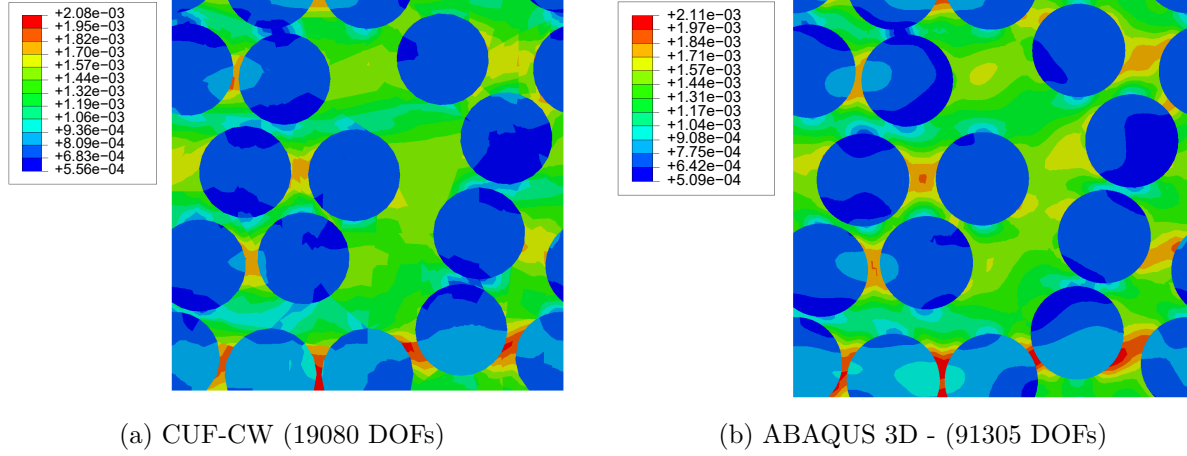 +2.08e−03
+1.95e−03
+1.82e−03
+1.70e−03
+1.57e−03
+1.44e−03
+1.32e−03
+1.19e−03
+1.06e−03
+9.36e−04
+8.09e−04
+6.83e−04
+5.56e−04
+2.11e−03
+1.97e−03
+1.84e−03
+1.71e−03
+1.57e−03
+1.44e−03
+1.31e−03
+1.17e−03
+1.04e−03
+9.08e−04
+7.75e−04
+6.42e−04
+5.09e−04
(a) CUF-CW (19080 DOFs)
(b) ABAQUS 3D - (91305 DOFs)